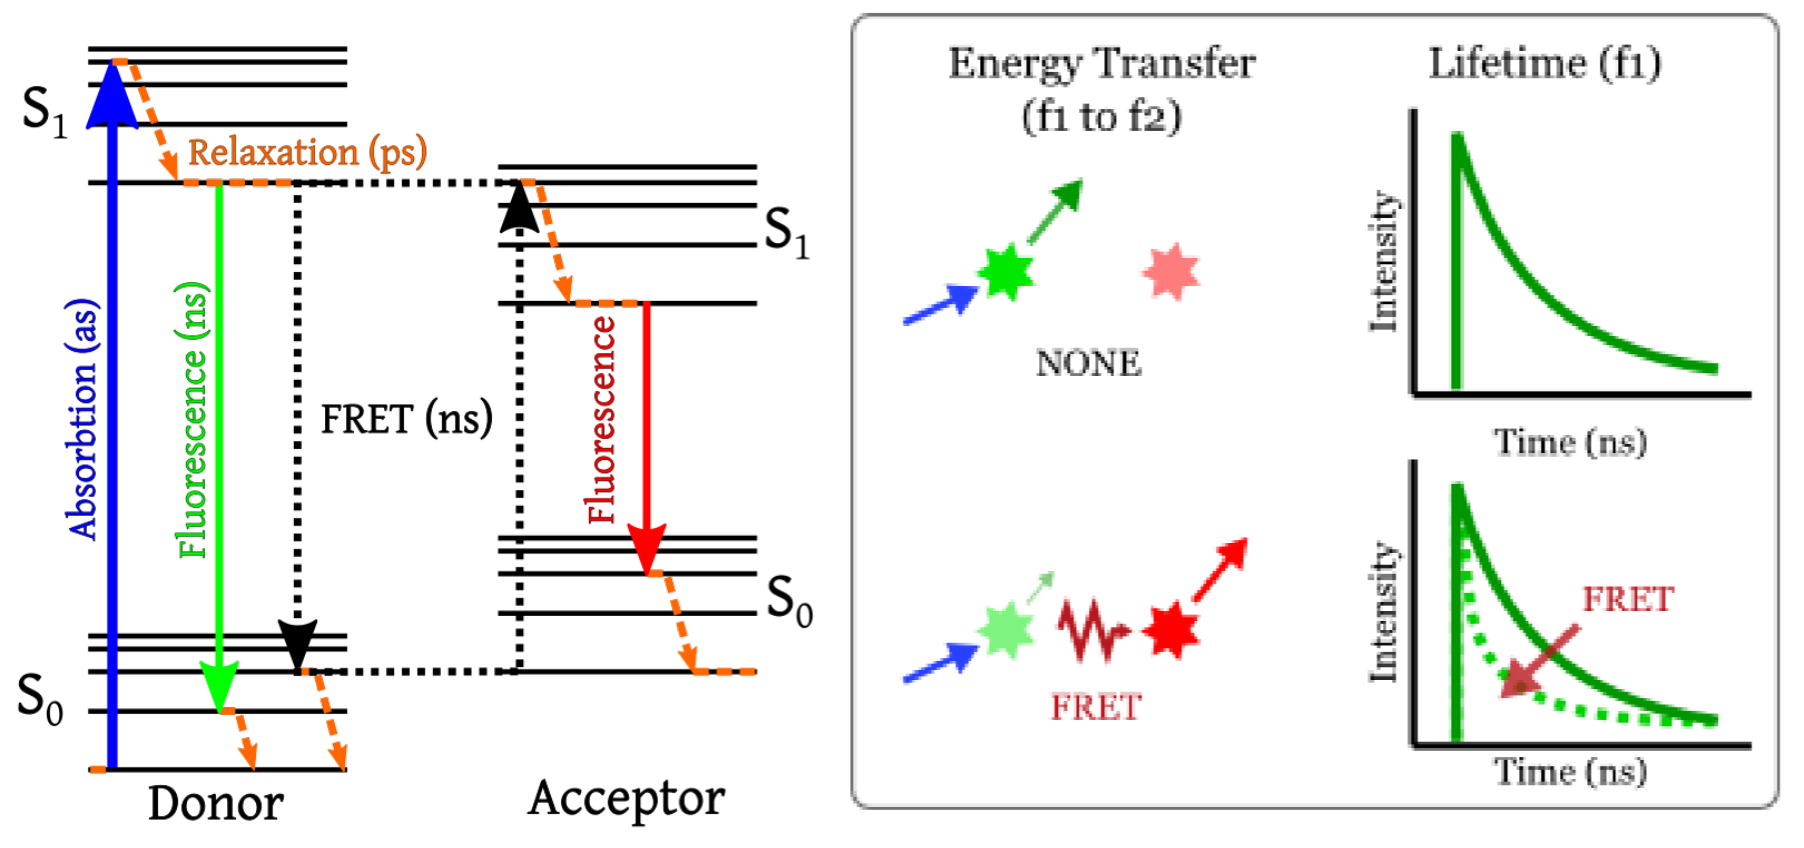 S1
Relaxation (ps)
Absorbtion (as)
Fluorescence (ns)
FRET (ns)
Fluorescence
S1
S0
S0
Donor
Acceptor
Energy Transfer
(f1 to f2)
NONE
FRET
Lifetime (f1)
Intensity
Time (ns)
Intensity
FRET
Time (ns)